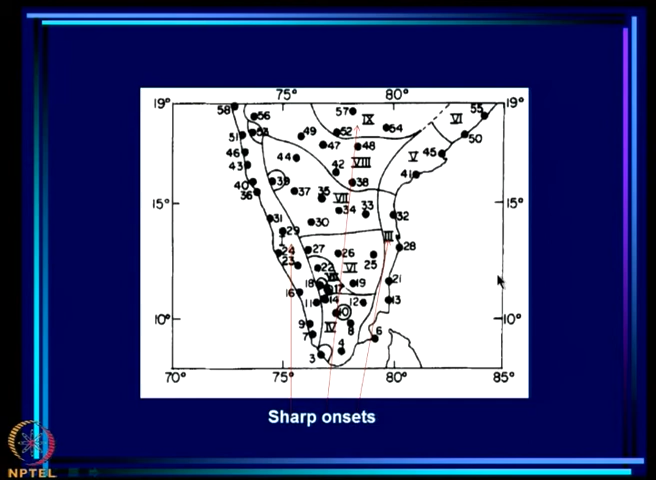 75° 80°
19° 19°
58 56 57 IX 55
VI
51 53 49 52 54 50
46 47 48 V 45
43 44 42 VIII 41
40 39 38
36 37 35 VII
15° 34 33 32 15°
31 30
29 III
I 27 26 28
24 25
23 22 VI
18 17 19 21
16 14 12 13
11
10° 10 10°
9 IV 8 6
7
3 4
70° 75° 80° 85°
Sharp onsets
NPTEL